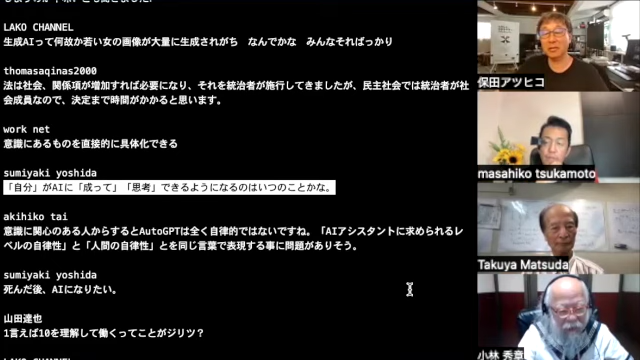 LAKO CHANNEL
生成AIって何故か若い女の画像が大量に生成されがち　なんでかな　みんなそればっかり
thomasaqinas2000
法は社会、関係項が増加すれば必要になり、それを統治者が施行してきましたが、民主社会では統治者が社
会成員なので、決定まで時間がかかると思います。
work net
意識にあるものを直接的に具体化できる
sumiyaki yoshida
「自分」がAIに「成って」「思考」できるようになるのはいつのことかな。
akihiko tai
意識に関心のある人からするとAutoGPTは全く自律的ではないですね。「AIアシスタントに求められるレ
ベルの自律性」と「人間の自律性」とを同じ言葉で表現する事に問題がありそう。
sumiyaki yoshida
死んだ後、AIになりたい。
山田達也
1言えば10を理解して働くってことがジリツ？
LAKO CHANNEL
保田アツヒコ
masahiko tsukamoto
Takuya Matsuda
小林 秀章